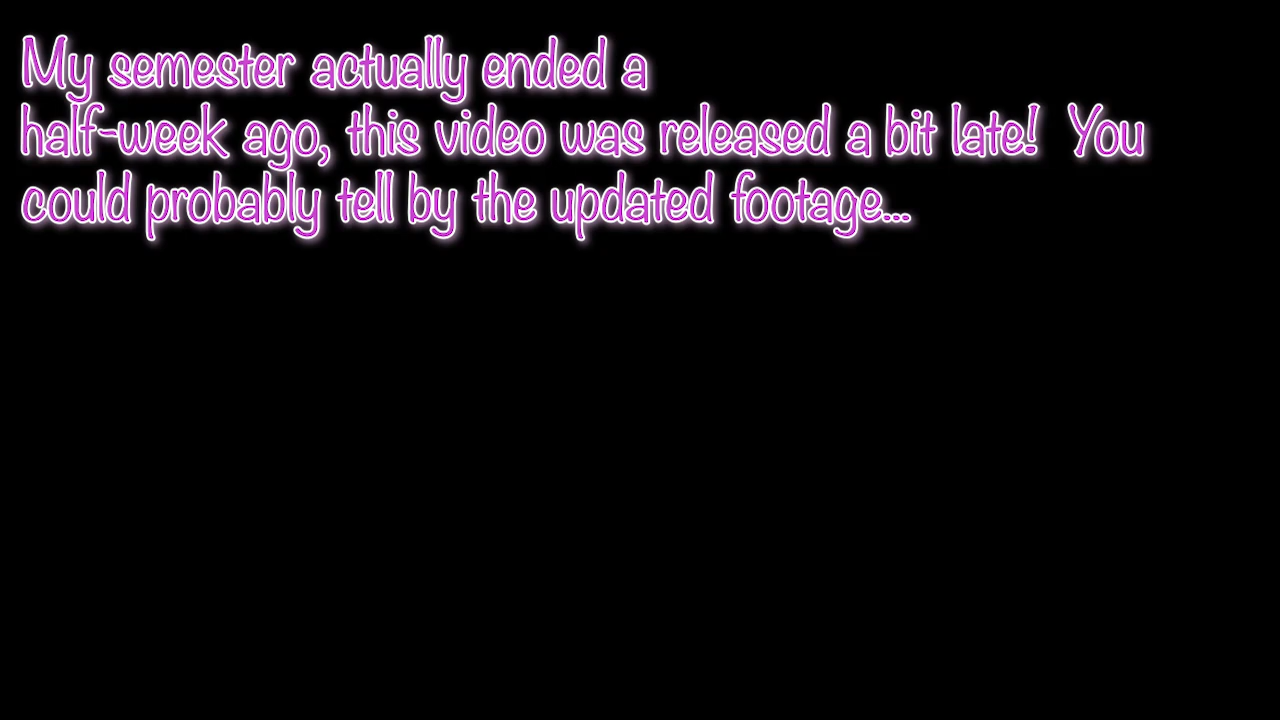 My semester actually ended a
half-week ago, this video was released a bit late!  You
could probably tell by the updated footage...